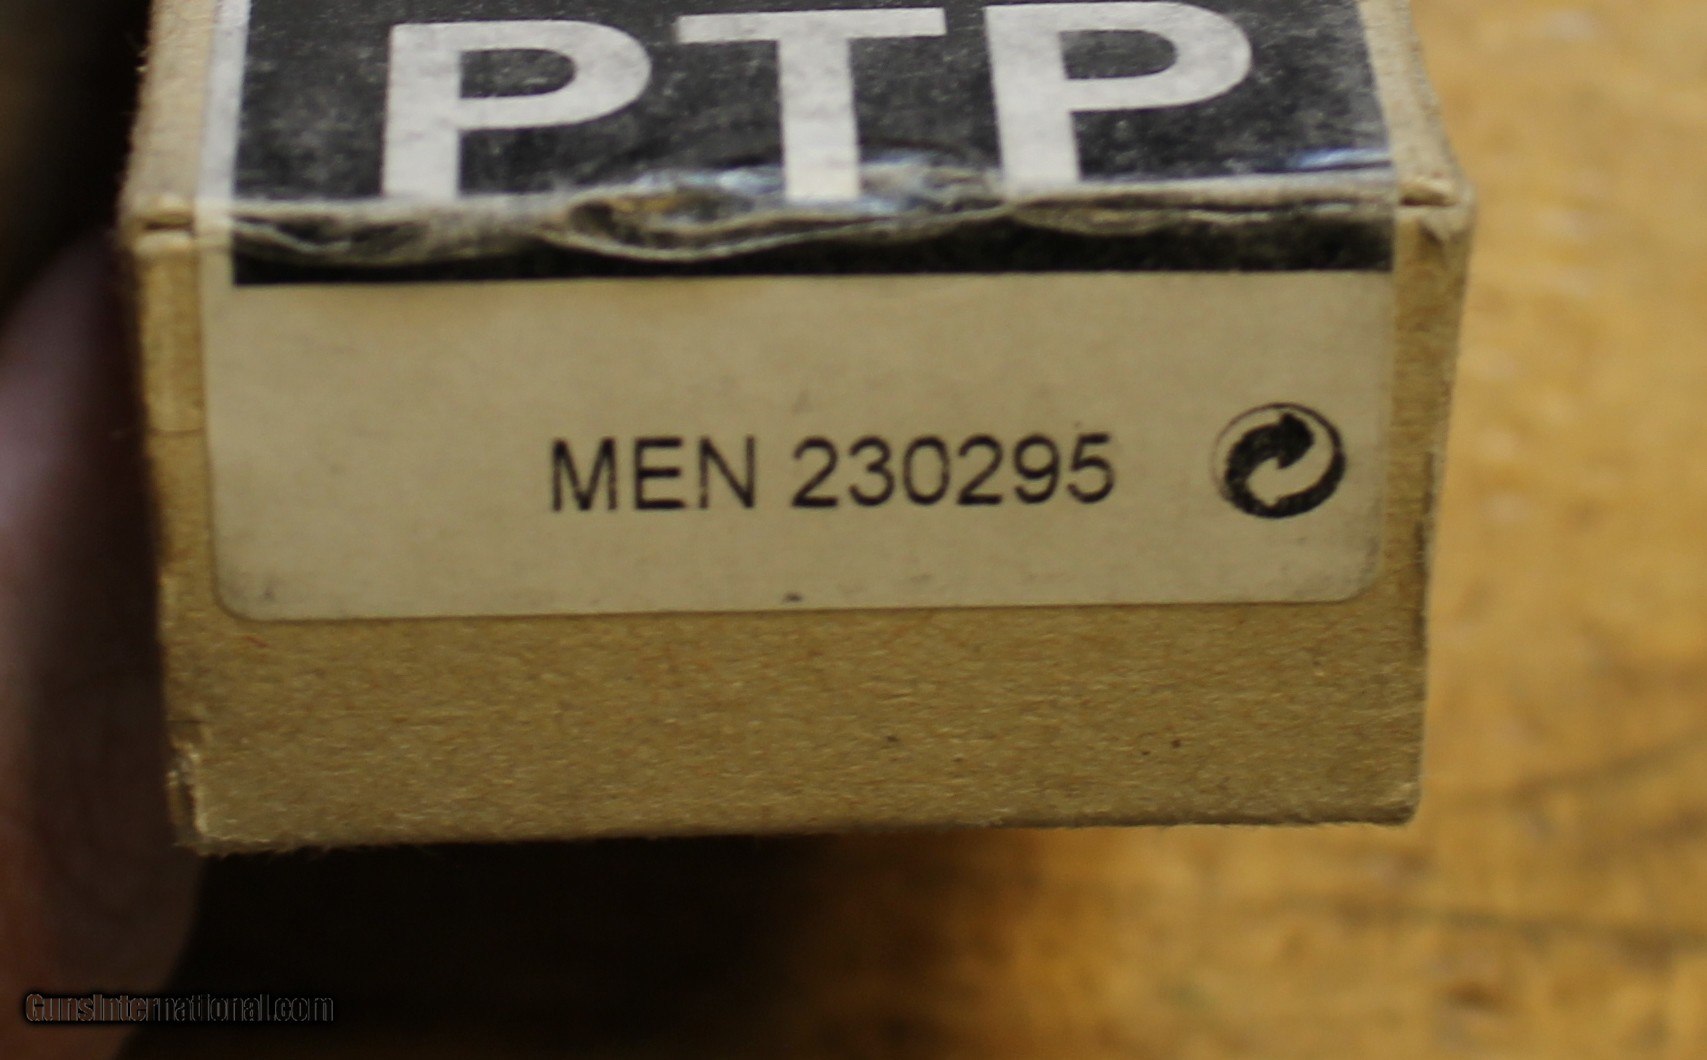 PTP
MEN 230295
GunsInternational.com